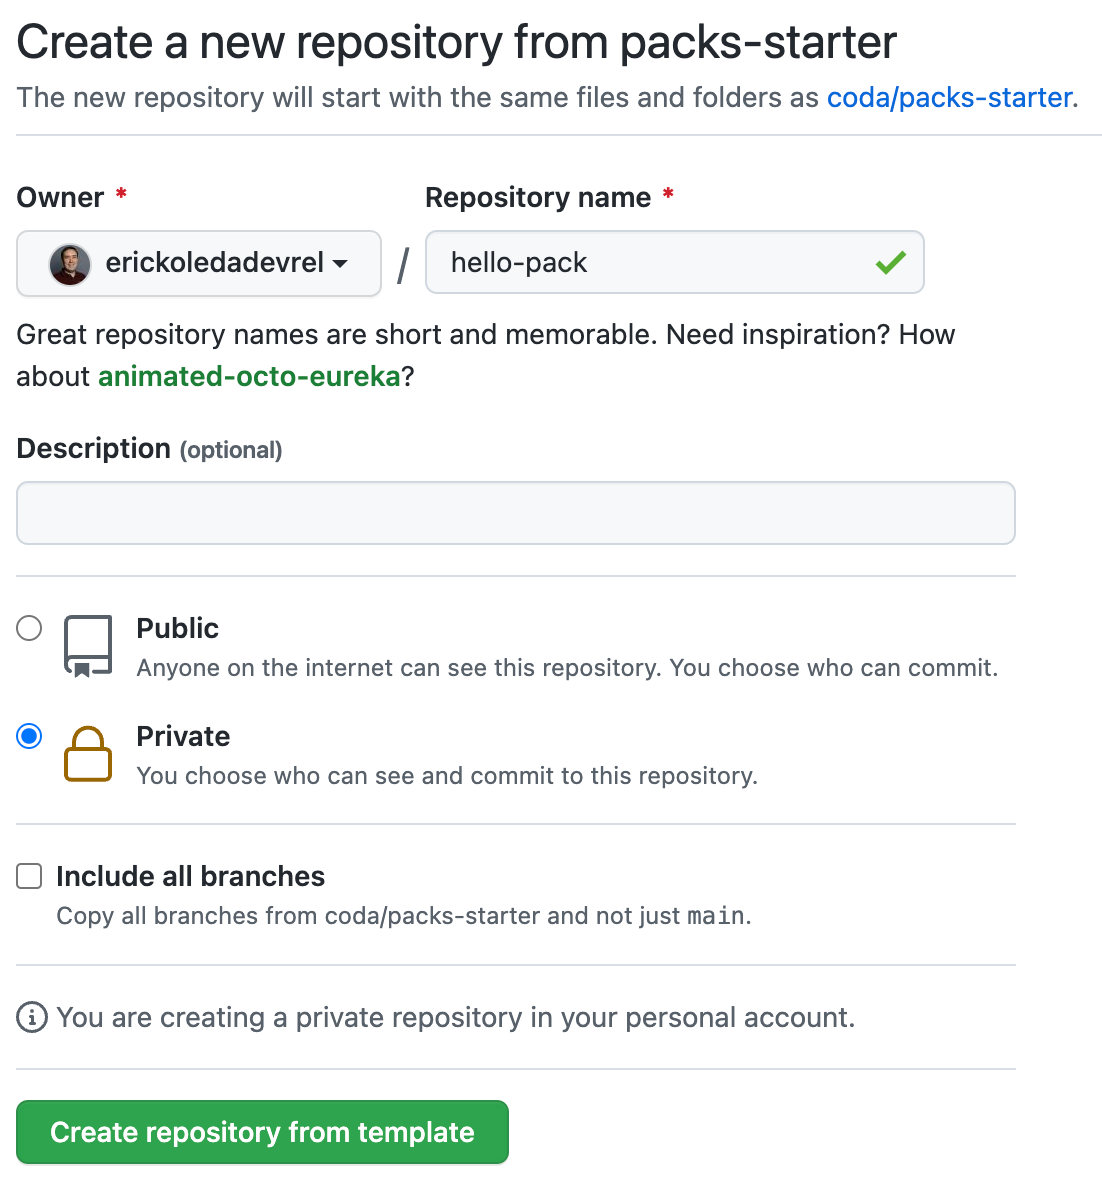 Create a new repository from packs-starter
The new repository will start with the same files and folders as coda/packs-starter.
Owner * Repository name *
erickoledadevrel / hello-pack
Great repository names are short and memorable. Need inspiration? How
about animated-octo-eureka?
Description (optional)
Public
Anyone on the internet can see this repository. You choose who can commit.
Private
You choose who can see and commit to this repository.
Include all branches
Copy all branches from coda/packs-starter and not just main.
You are creating a private repository in your personal account.
Create repository from template